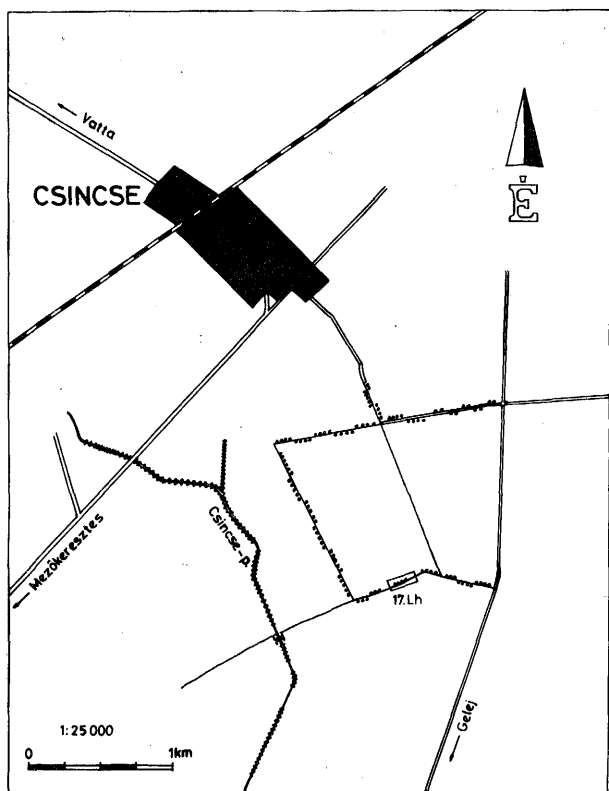 Vatta
CSINCSE
É
Csincse-p.
Mezőkeresztes
17. Lh
Gelej
1:25 000
0 1km